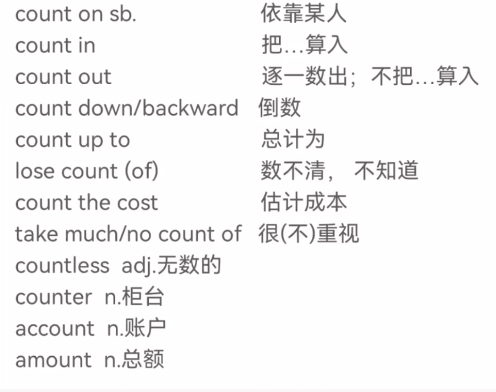 count on sb. 依靠某人
count in 把…算入
count out 逐一数出；不把…算入
count down/backward 倒数
count up to 总计为
lose count (of) 数不清， 不知道
count the cost 估计成本
take much/no count of 很(不)重视
countless adj.无数的
counter n.柜台
account n.账户
amount n.总额